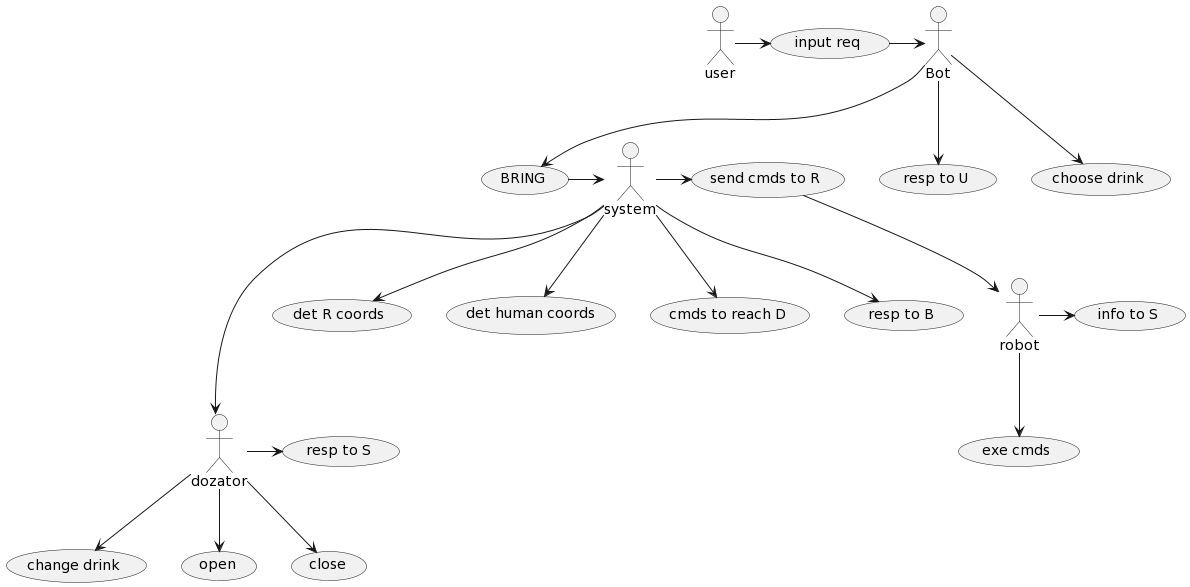 input req
user
Bot
BRING
send cmds to R
resp to U
choose drink
system
det R coords
det human coords
cmds to reach D
resp to B
info to S
robot
resp to S
exe cmds
dozator
change drink
open
close